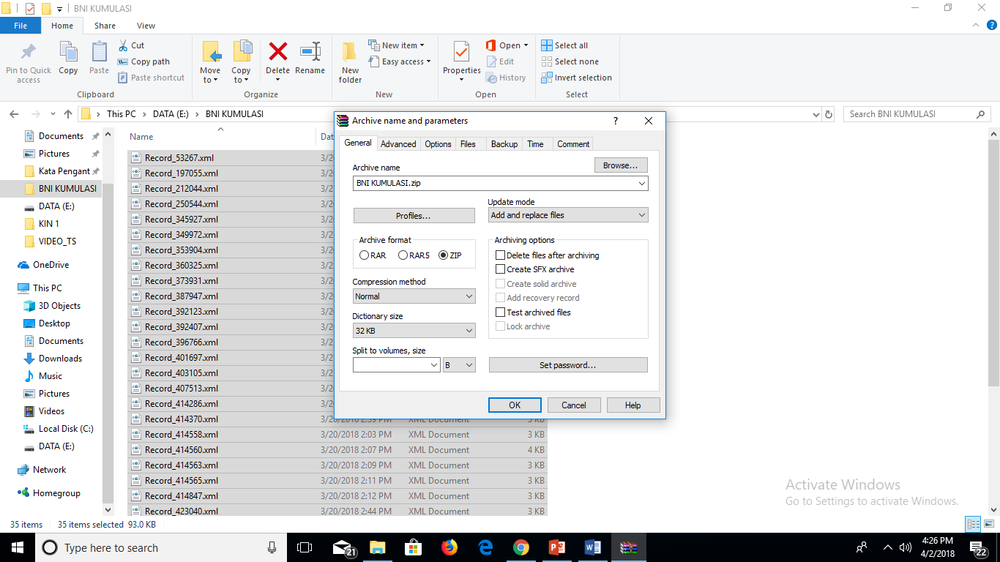 BNI KUMULASI
File Home Share View
Pin to Quick access
Copy
Paste
Cut
Copy path
Paste shortcut
Clipboard
Move to
Copy to
Delete
Rename
Organize
New folder
New item
Easy access
New
Properties
Open
Edit
History
Open
Select all
Select none
Invert selection
Select
This PC > DATA (E:) > BNI KUMULASI
Search BNI KUMULASI
Documents
Pictures
Kata Pengant
BNI KUMULASI
DATA (E:)
KIN 1
VIDEO_TS
OneDrive
This PC
3D Objects
Desktop
Documents
Downloads
Music
Pictures
Videos
Local Disk (C:)
DATA (E:)
Network
Homegroup
Name Dat
Record_53267.xml 3/2
Record_197055.xml 3/2
Record_212044.xml 3/2
Record_250544.xml 3/2
Record_345927.xml 3/2
Record_349972.xml 3/2
Record_353904.xml 3/2
Record_360325.xml 3/2
Record_373931.xml 3/2
Record_387947.xml 3/2
Record_392123.xml 3/2
Record_392407.xml 3/2
Record_396766.xml 3/2
Record_401697.xml 3/2
Record_403105.xml 3/2
Record_407513.xml 3/2
Record_414286.xml 3/2
Record_414370.xml 3/20/2018 2:39 PM XML Document 3 KB
Record_414558.xml 3/20/2018 2:03 PM XML Document 3 KB
Record_414560.xml 3/20/2018 2:07 PM XML Document 4 KB
Record_414563.xml 3/20/2018 2:09 PM XML Document 3 KB
Record_414565.xml 3/20/2018 2:11 PM XML Document 3 KB
Record_414847.xml 3/20/2018 2:12 PM XML Document 3 KB
Record_423040.xml 3/20/2018 2:44 PM XML Document 3 KB
Archive name and parameters ?
General Advanced Options Files Backup Time Comment
Archive name
Browse...
BNI KUMULASI.zip
Profiles...
Update mode
Add and replace files
Archive format
RAR RAR5 ZIP
Compression method
Normal
Dictionary size
32 KB
Split to volumes, size
B
Archiving options
Delete files after archiving
Create SFX archive
Create solid archive
Add recovery record
Test archived files
Lock archive
Set password...
OK Cancel Help
Activate Windows
Go to Settings to activate Windows.
35 items 35 items selected 93.0 KB
Type here to search
21
4:26 PM
4/2/2018
22